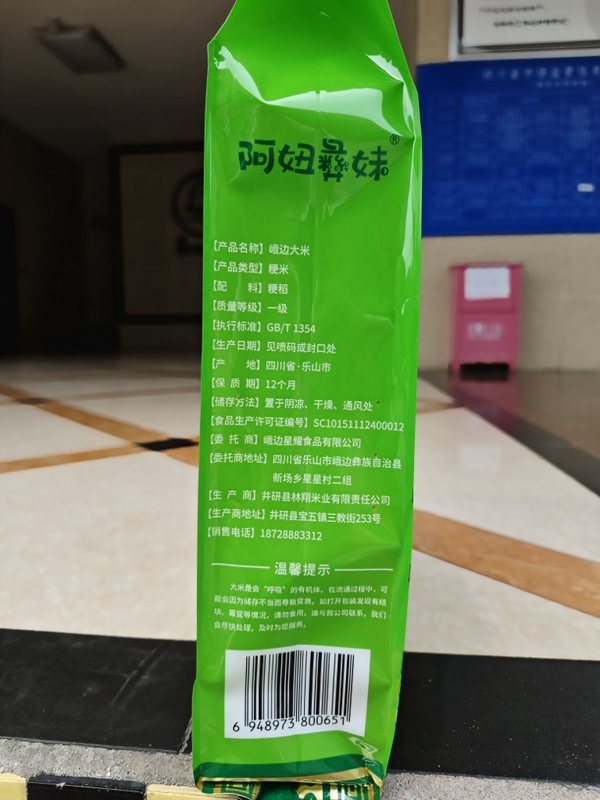 阿妞彝妹®
【产品名称】峨边大米
【产品类型】粳米
【配 料】粳稻
【质量等级】一级
【执行标准】GB/T 1354
【生产日期】见喷码或封口处
【产 地】四川省·乐山市
【保 质 期】12个月
【储存方法】置于阴凉、干燥、通风处
【食品生产许可证编号】SC10151112400012
【委 托 商】峨边星耀食品有限公司
【委托商地址】四川省乐山市峨边彝族自治县
新场乡星星村二组
【生 产 商】井研县林翔米业有限责任公司
【生产商地址】井研县宝五镇三教街253号
【销售电话】18728883312
温馨提示
大米是会“呼吸”的有机体，在流通过程中，可
能会因为储存不当而导致变质，如打开包装发现有结
块、霉变等情况，请勿食用。请与我公司联系，我们
会尽快处理，及时为您服务。
6 948973 800651